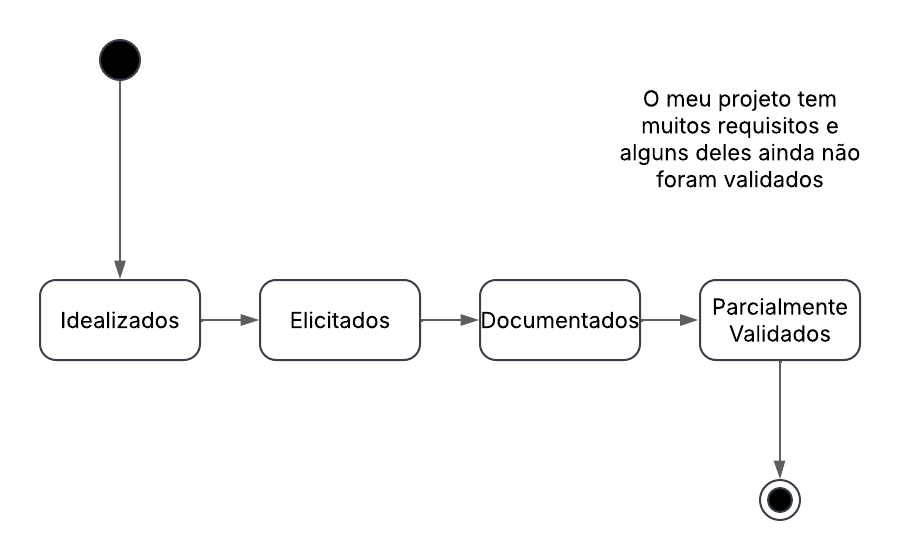 O meu projeto tem
muitos requisitos e
alguns deles ainda não
foram validados
Idealizados
Elicitados
Documentados
Parcialmente
Validados